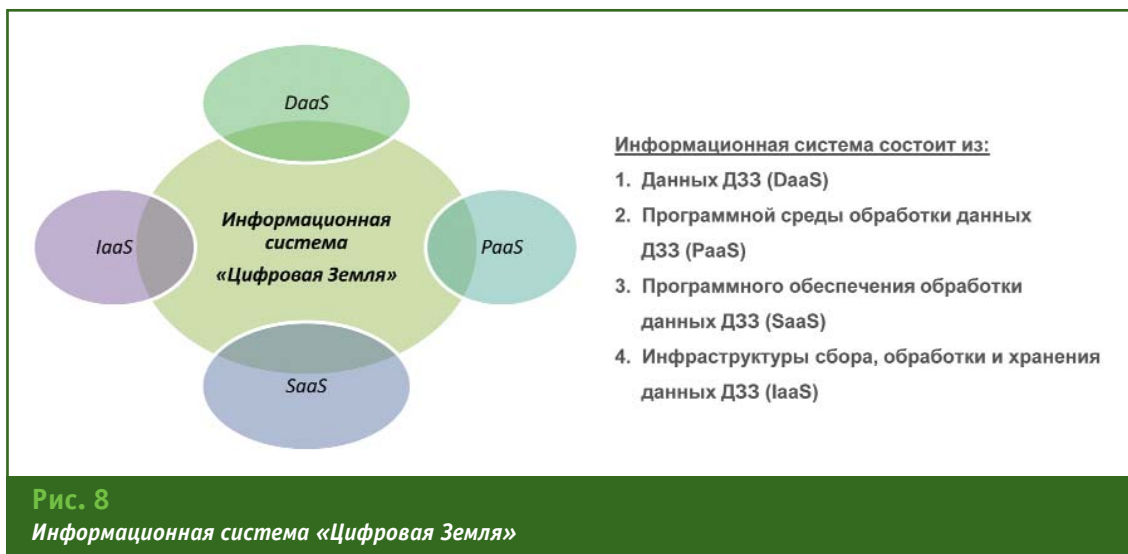 DaaS
IaaS
Информационная
система
«Цифровая Земля»
PaaS
SaaS
Информационная система состоит из:
1. Данных ДЗЗ (DaaS)
2. Программной среды обработки данных
ДЗЗ (PaaS)
3. Программного обеспечения обработки
данных ДЗЗ (SaaS)
4. Инфраструктуры сбора, обработки и хранения
данных ДЗЗ (IaaS)
Рис. 8
Информационная система «Цифровая Земля»